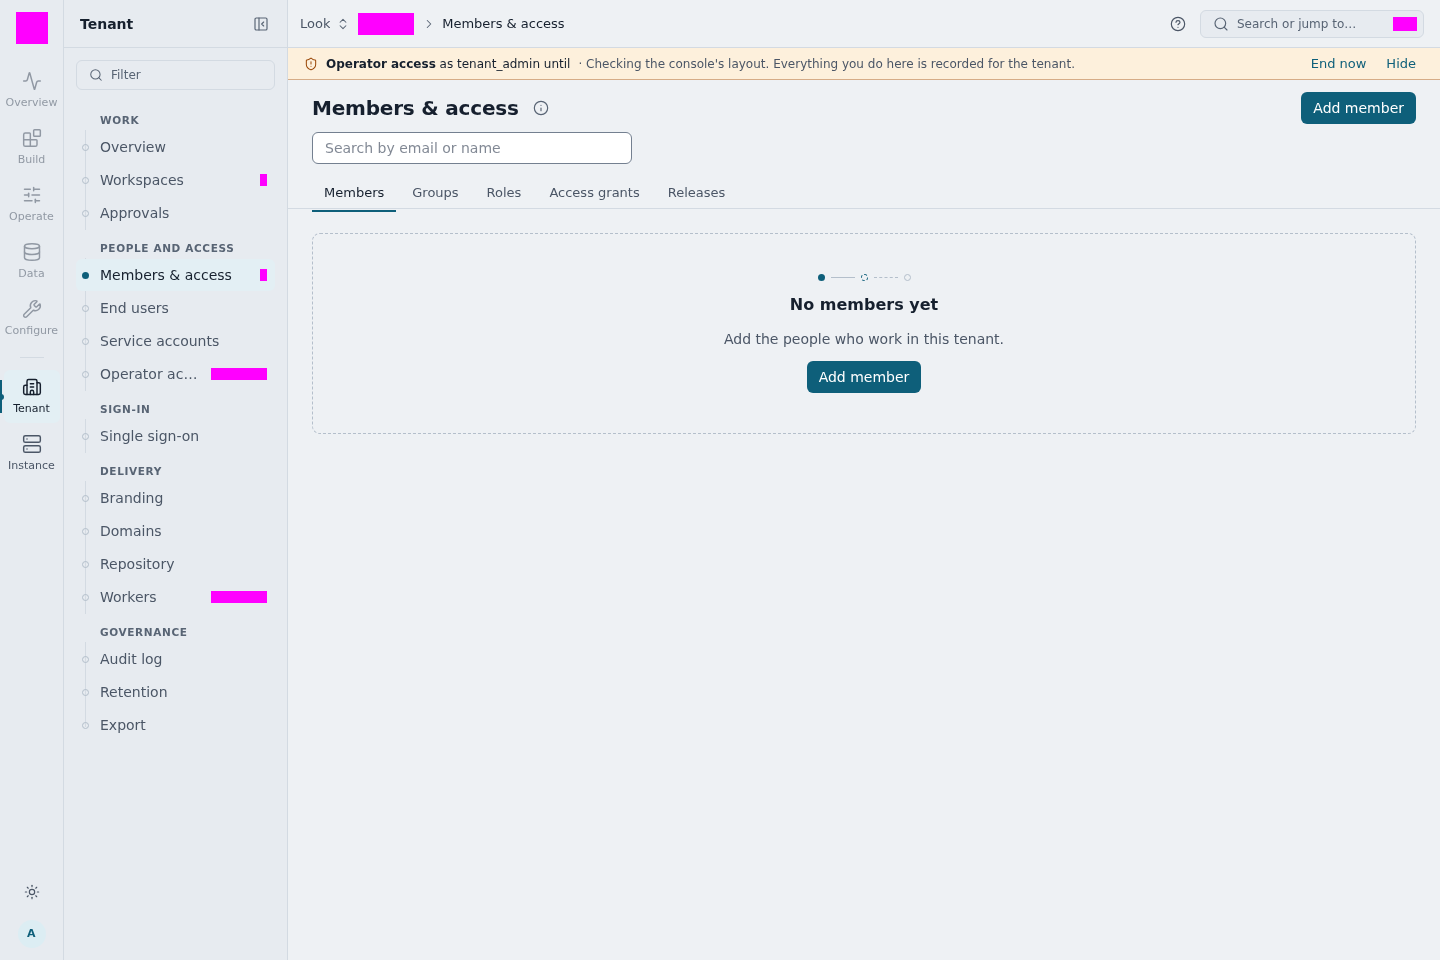 Tenant
Look
Members & access
Search or jump to...
Operator access as tenant_admin until · Checking the console's layout. Everything you do here is recorded for the tenant.
End now
Hide
Overview
Build
Operate
Data
Configure
Tenant
Instance
A
Filter
WORK
Overview
Workspaces
Approvals
PEOPLE AND ACCESS
Members & access
End users
Service accounts
Operator ac...
SIGN-IN
Single sign-on
DELIVERY
Branding
Domains
Repository
Workers
GOVERNANCE
Audit log
Retention
Export
Members & access
Add member
Search by email or name
Members
Groups
Roles
Access grants
Releases
No members yet
Add the people who work in this tenant.
Add member